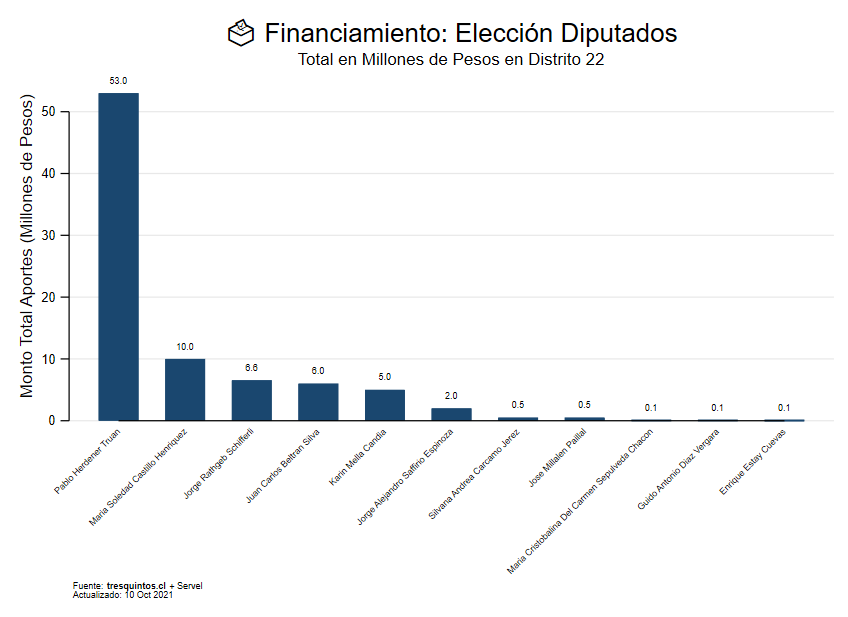 Financiamiento: Elección Diputados
Total en Millones de Pesos en Distrito 22
Monto Total Aportes (Millones de Pesos)
50
40
30
20
10
0
53.0
10.0
6.6
6.0
5.0
2.0
0.5
0.5
0.1
0.1
0.1
Pablo Herdener Truan
Maria Soledad Castillo Henriquez
Jorge Rathgeb Schifferli
Juan Carlos Beltran Silva
Karin Mella Candia
Jorge Alejandro Saffirio Espinoza
Silvana Andrea Carcamo Jerez
Jose Millalen Paillal
Maria Cristobalina Del Carmen Sepulveda Chacon
Guido Antonio Diaz Vergara
Enrique Estay Cuevas
Fuente: tresquintos.cl + Servel
Actualizado: 10 Oct 2021